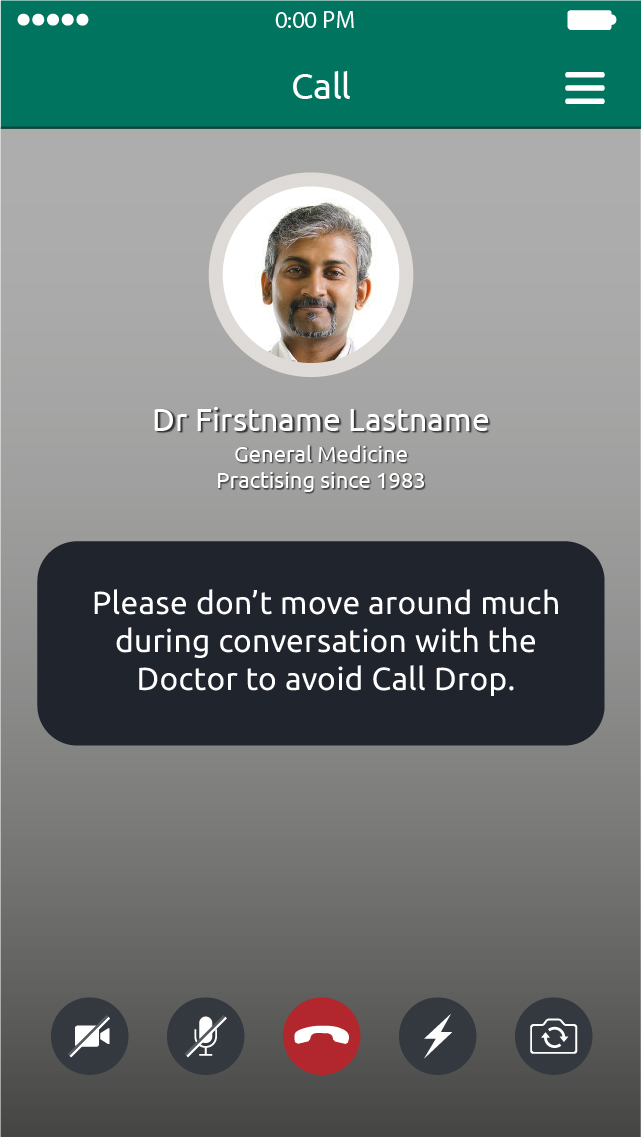 0:00 PM
Call
Dr Firstname Lastname
General Medicine
Practising since 1983
Please don’t move around much
during conversation with the
Doctor to avoid Call Drop.